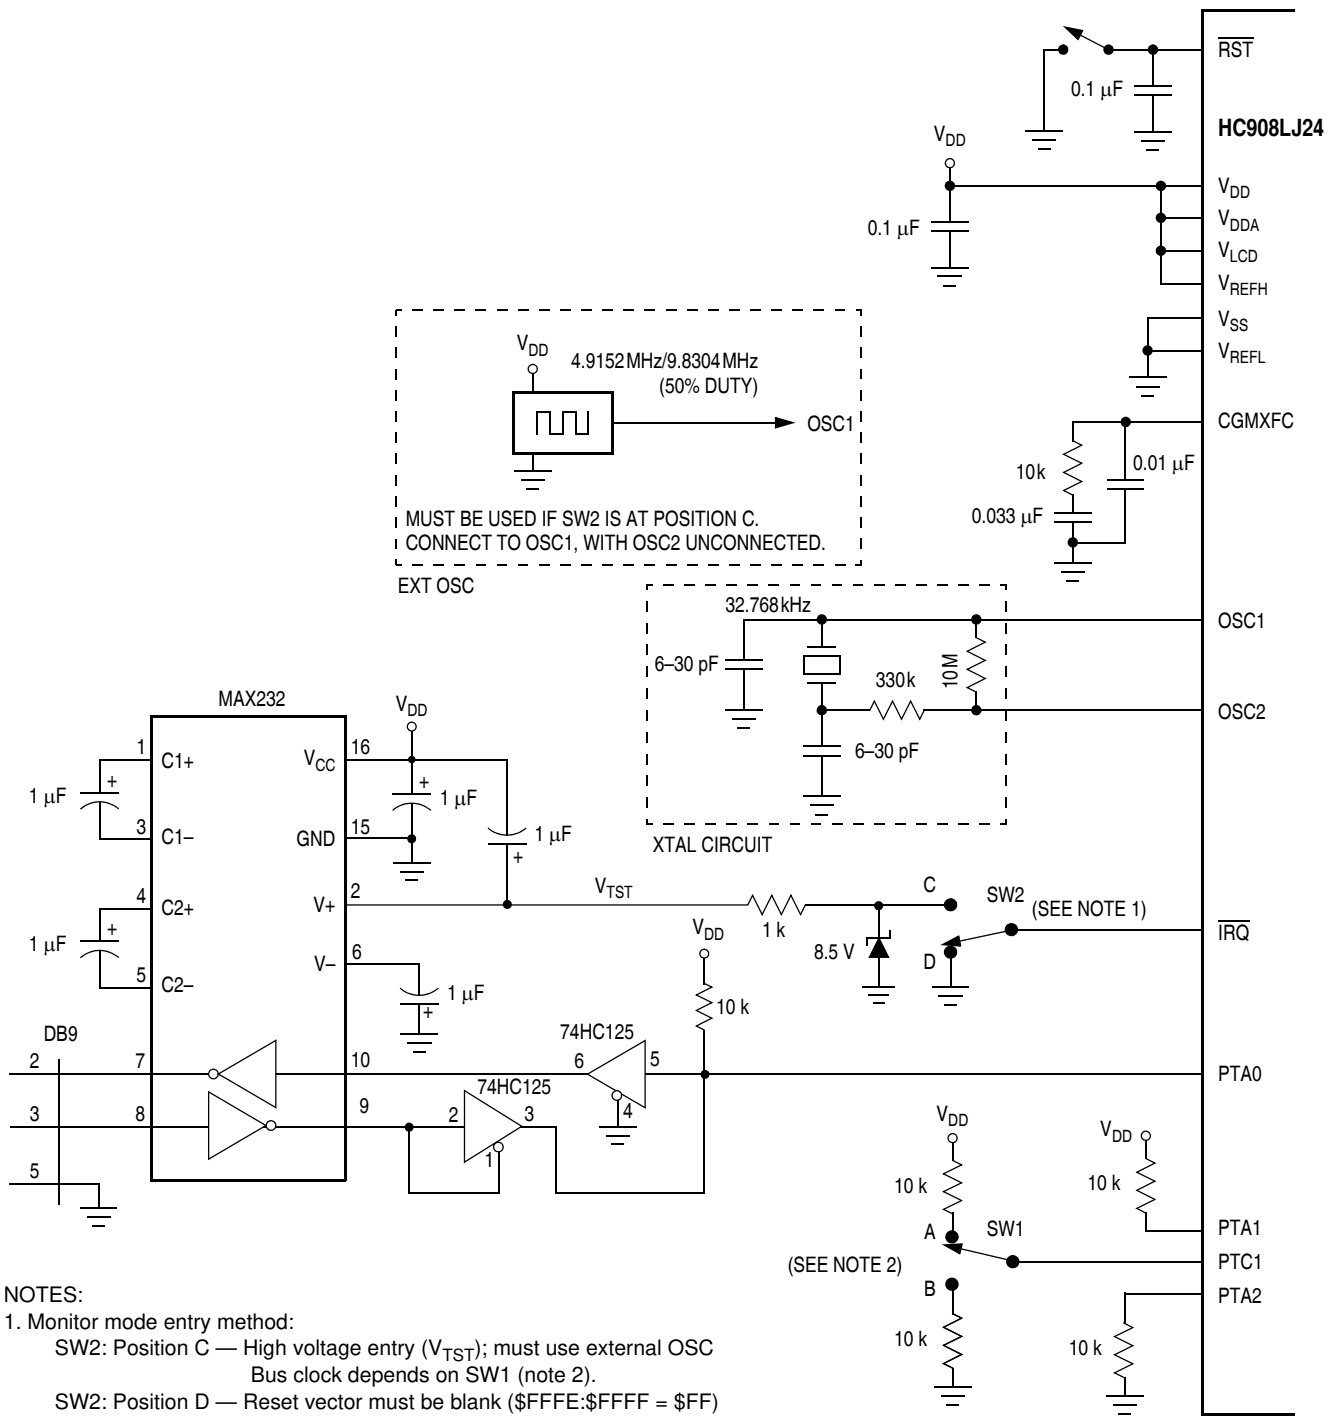 RST
0.1 μF
HC908LJ24
VDD
VDD
0.1 μF
VDDA
VLCD
VREFH
VSS
VREFL
VDD
4.9152MHz/9.8304MHz
(50% DUTY)
OSC1
MUST BE USED IF SW2 IS AT POSITION C.
CONNECT TO OSC1, WITH OSC2 UNCONNECTED.
EXT OSC
CGMXFC
10k
0.01 μF
0.033 μF
32.768kHz
OSC1
6–30 pF
10M
330k
OSC2
6–30 pF
XTAL CIRCUIT
MAX232
VDD
1
C1+
VCC
16
1 μF
+
+
1 μF
3
C1–
GND
15
1 μF
+
4
C2+
V+
2
VTST
1 k
8.5 V
C
SW2
(SEE NOTE 1)
D
IRQ
1 μF
+
5
C2–
V–
6
1 μF
+
VDD
10 k
DB9
74HC125
2
7
10
6
5
4
PTA0
74HC125
3
8
9
2
3
1
5
VDD
10 k
VDD
10 k
A
SW1
PTA1
(SEE NOTE 2)
PTC1
B
PTA2
10 k
10 k
NOTES:
1. Monitor mode entry method:
SW2: Position C — High voltage entry (VTST); must use external OSC
Bus clock depends on SW1 (note 2).
SW2: Position D — Reset vector must be blank ($FFFE:$FFFF = $FF)